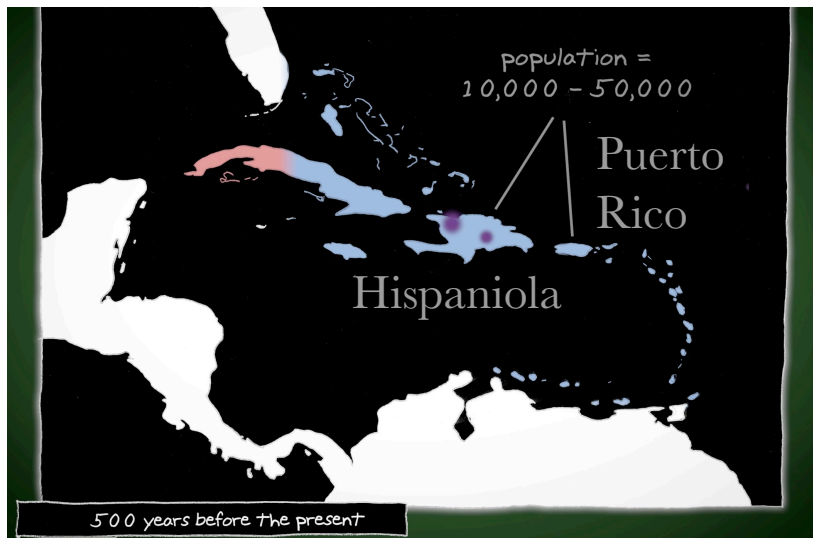 population =
10,000 - 50,000
Puerto
Rico
Hispaniola
500 years before the present